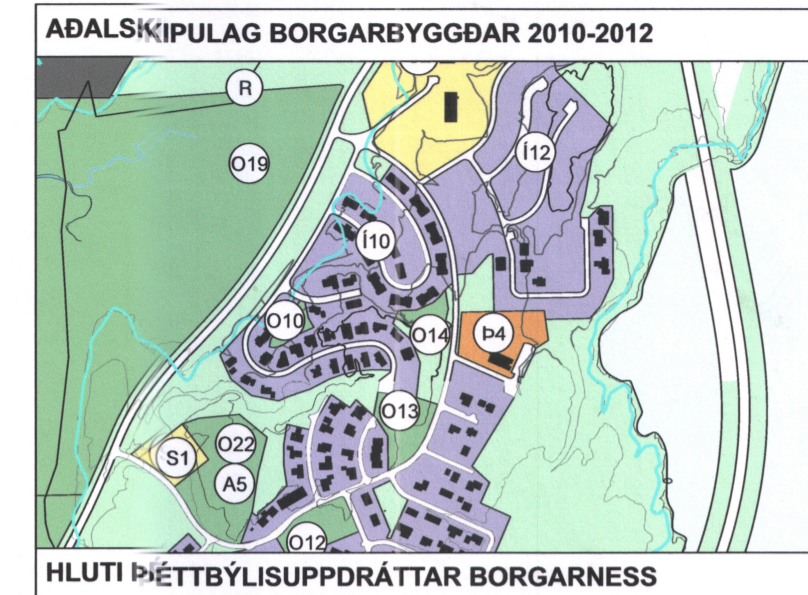 AÐALSKIPULAG BORGARBYGGÐAR 2010-2012
R
O19
Í12
Í10
O10
O14
Þ4
O13
O22
S1
A5
O12
HLUTI ÞÉTTBÝLISUPPDRÁTTAR BORGARNESS